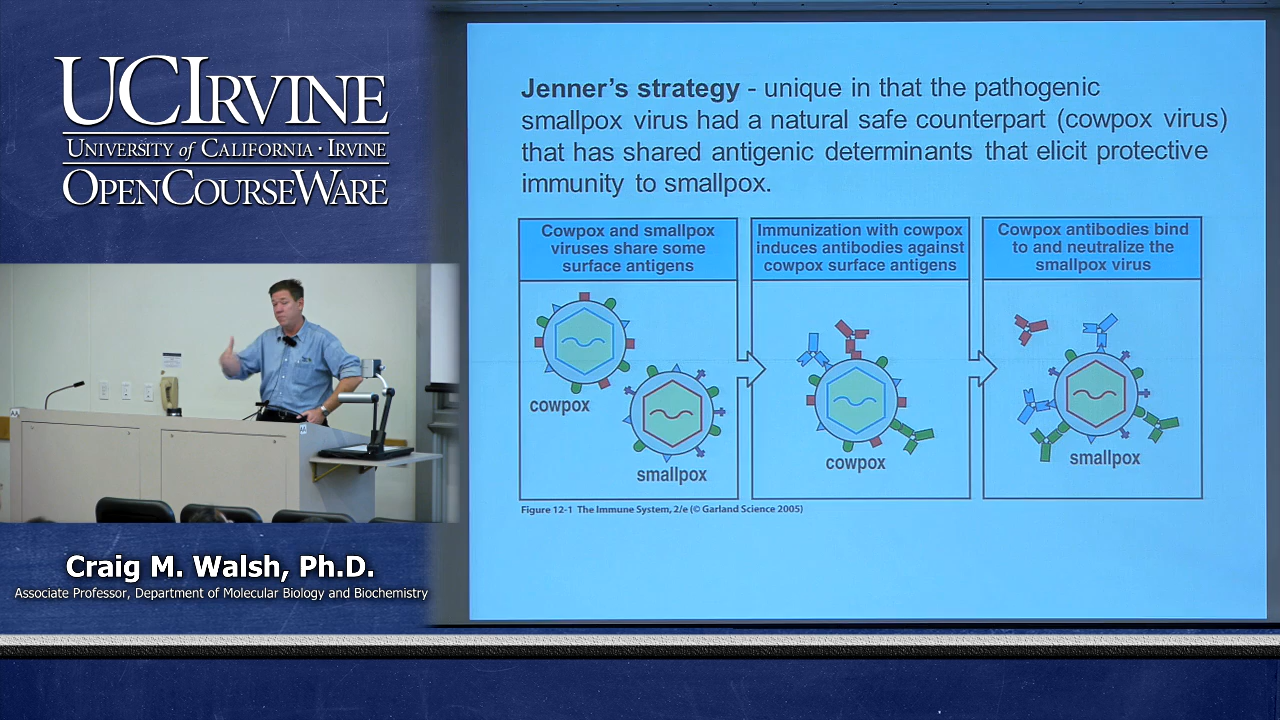 UCIRVINE
UNIVERSITY of CALIFORNIA · IRVINE
OPENCOURSEWARE
Craig M. Walsh, Ph.D.
Associate Professor, Department of Molecular Biology and Biochemistry
Jenner's strategy - unique in that the pathogenic
smallpox virus had a natural safe counterpart (cowpox virus)
that has shared antigenic determinants that elicit protective
immunity to smallpox.
Cowpox and smallpox
viruses share some
surface antigens
cowpox
smallpox
Immunization with cowpox
induces antibodies against
cowpox surface antigens
cowpox
Cowpox antibodies bind
to and neutralize the
smallpox virus
smallpox
Figure 12-1 The Immune System, 2/e (© Garland Science 2005)